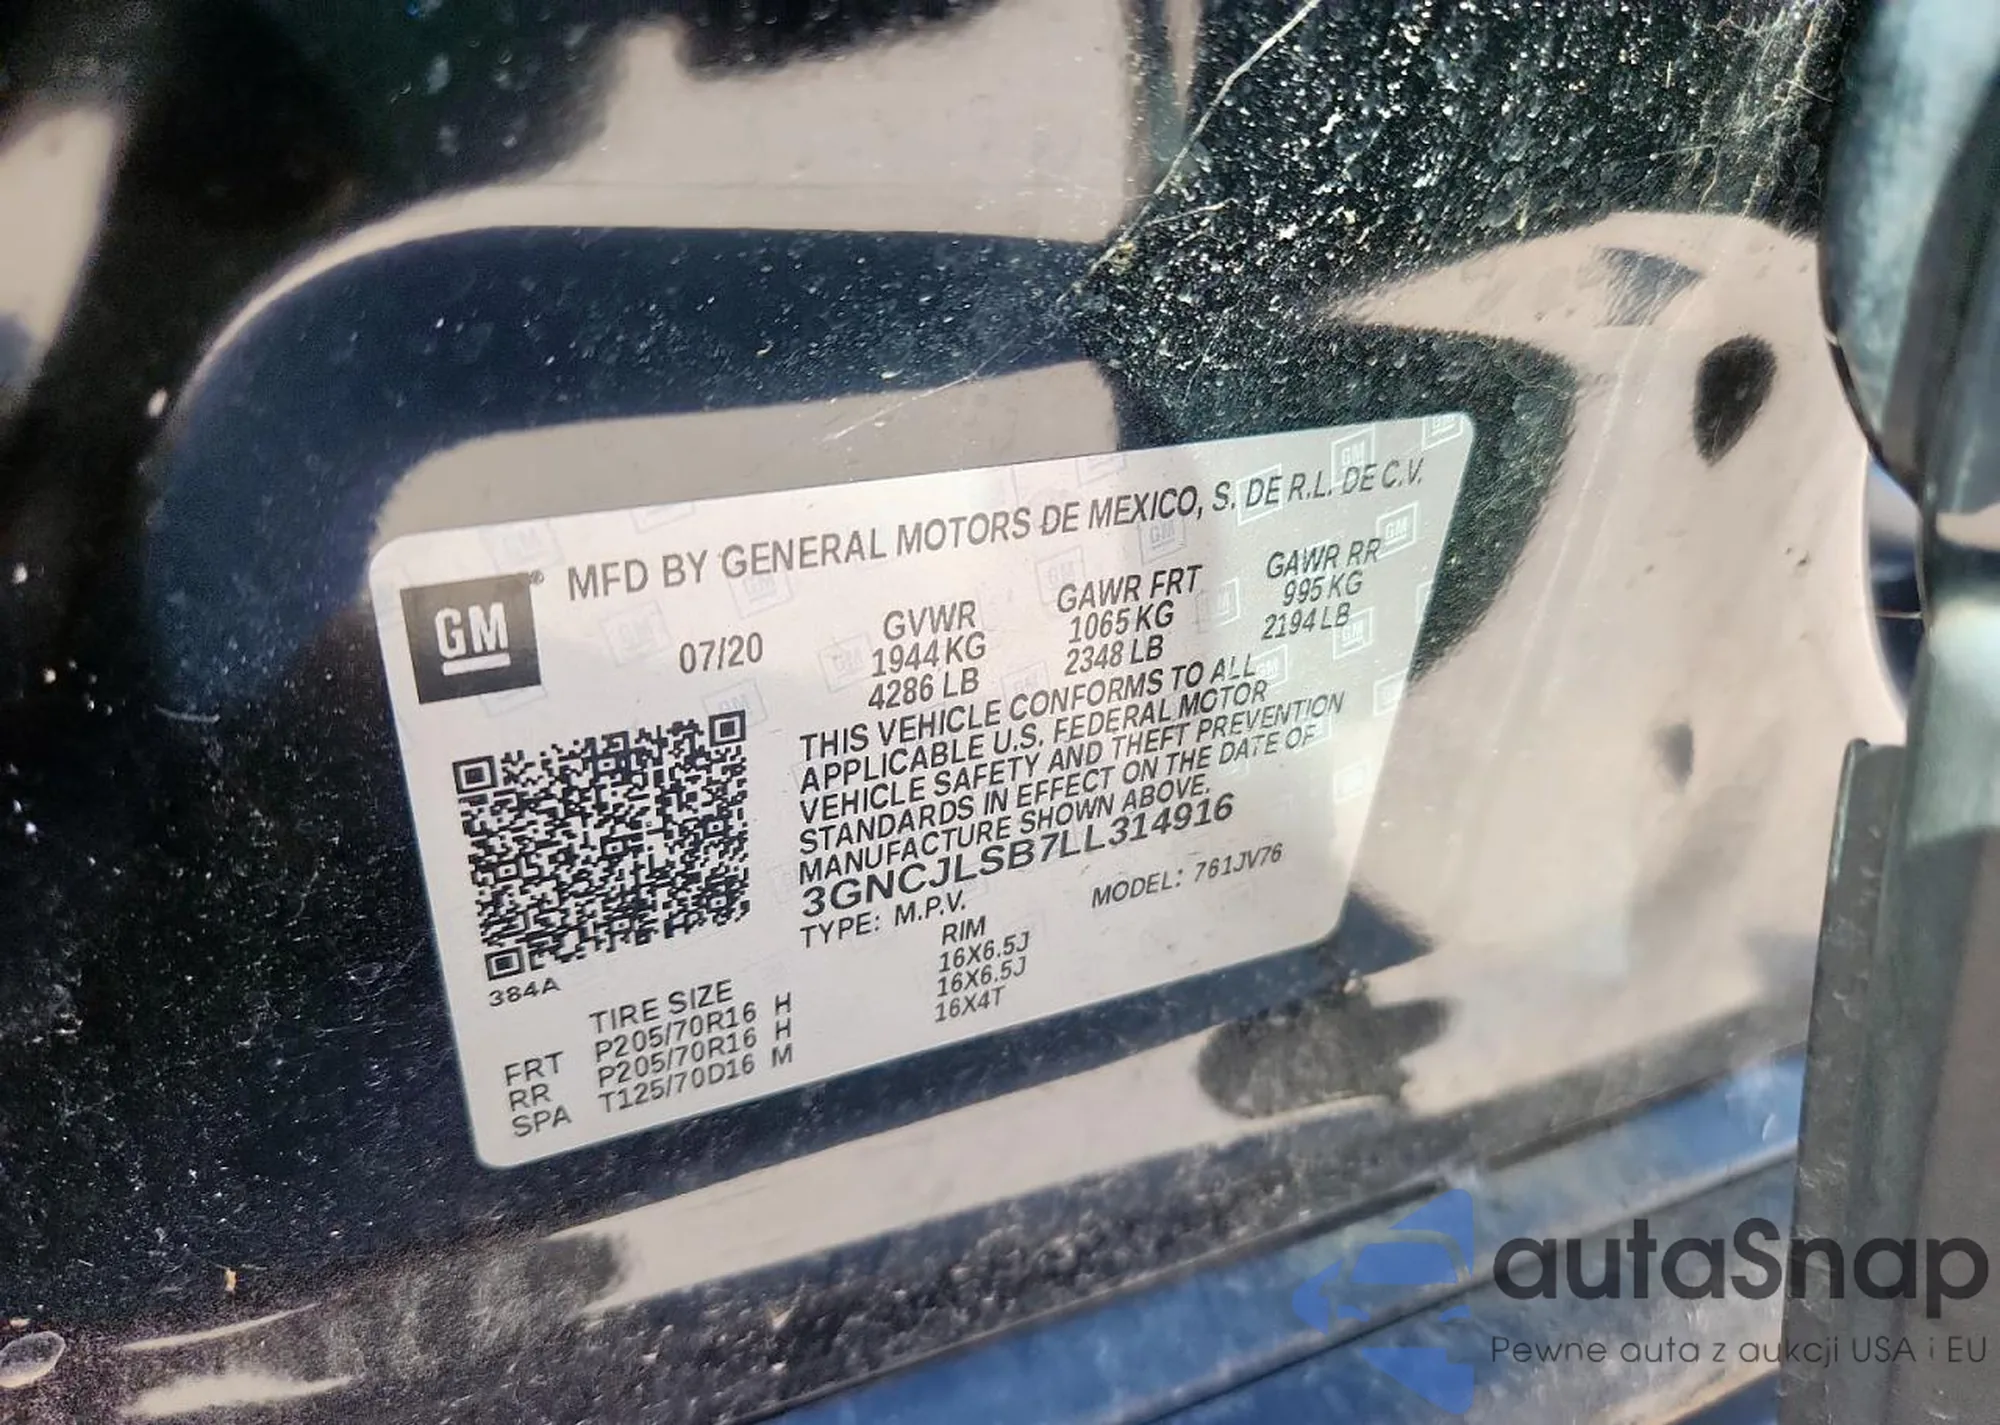 GM®
MFD BY GENERAL MOTORS DE MEXICO, S. DE R.L. DE C.V.
07/20
GVWR
1944 KG
4286 LB
GAWR FRT
1065 KG
2348 LB
GAWR RR
995 KG
2194 LB
THIS VEHICLE CONFORMS TO ALL
APPLICABLE U.S. FEDERAL MOTOR
VEHICLE SAFETY AND THEFT PREVENTION
STANDARDS IN EFFECT ON THE DATE OF
MANUFACTURE SHOWN ABOVE.
3GNCJLSB7LL314916
TYPE: M.P.V.
MODEL: 761JV76
384A
TIRE SIZE RIM
FRT P205/70R16 H 16X6.5J
RR P205/70R16 H 16X6.5J
SPA T125/70D16 M 16X4T
autaSnap
Pewne auta z aukcji USA i EU